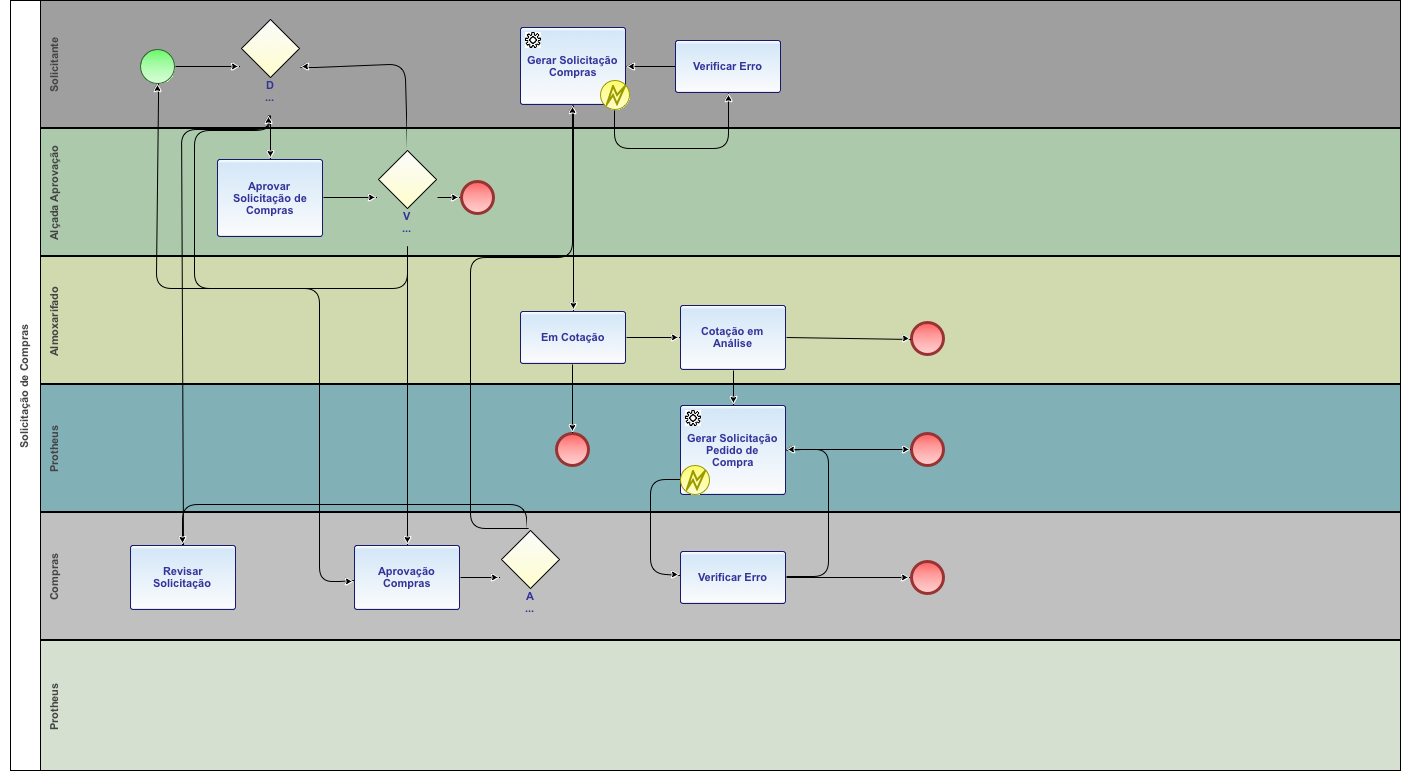 Solicitação de Compras
Solicitante
D
...
Gerar Solicitação
Compras
Verificar Erro
Alçada Aprovação
Aprovar
Solicitação de
Compras
V
...
Almoxarifado
Em Cotação
Cotação em
Análise
Protheus
Gerar Solicitação
Pedido de
Compra
Compras
Revisar
Solicitação
Aprovação
Compras
A
...
Verificar Erro
Protheus